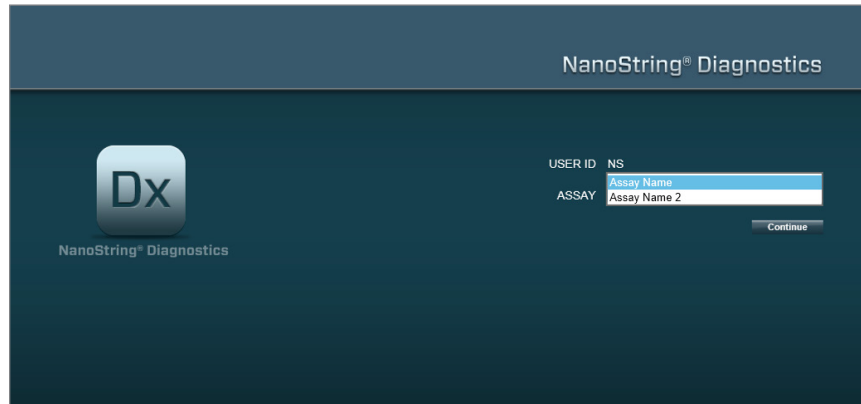 NanoString® Diagnostics
USER ID NS
Assay Name
ASSAY Assay Name 2
Continue
Dx
NanoString® Diagnostics